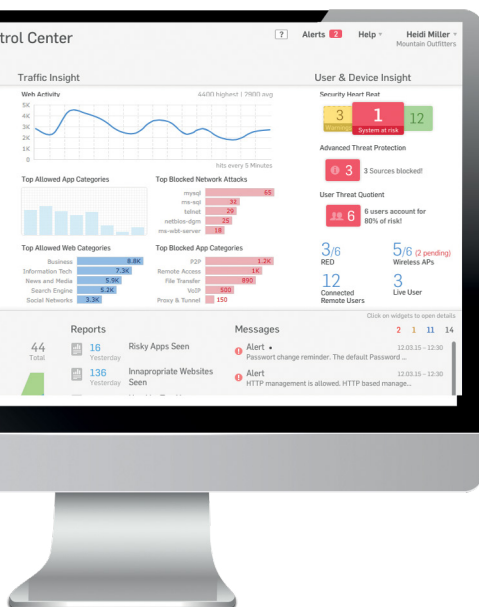 trol Center
? Alerts 2 Help Heidi Miller
Mountain Outfitters
Traffic Insight
Web Activity 4400 highest | 2900 avg
5K
4K
3K
2K
1K
0
hits every 5 Minutes
Top Allowed App Categories
Top Blocked Network Attacks
mysql 65
ms-sql 32
telnet 29
netbios-dgm 25
ms-wbt-server 18
Top Allowed Web Categories
Business 8.8K
Information Tech 7.3K
News and Media 5.9K
Search Engine 5.2K
Social Networks 3.3K
Top Blocked App Categories
P2P 1.2K
Remote Access 1K
File Transfer 890
VoIP 500
Proxy & Tunnel 150
User & Device Insight
Security Heart Beat
3 1 12
System at risk
Advanced Threat Protection
3 3 Sources blocked!
User Threat Quotient
6 6 users account for
80% of risk!
3/6 5/6 (2 pending)
RED Wireless APs
12 3
Connected Live User
Remote Users
Click on widgets to open details
44
Total
Reports
16 Risky Apps Seen
Yesterday
136 Innapropriate Websites
Yesterday Seen
Messages 2 1 11 14
Alert • 12.03.15 – 12:30
Passwort change reminder. The default Password ...
Alert 12.03.15 – 12:30
HTTP management is allowed. HTTP based manage...